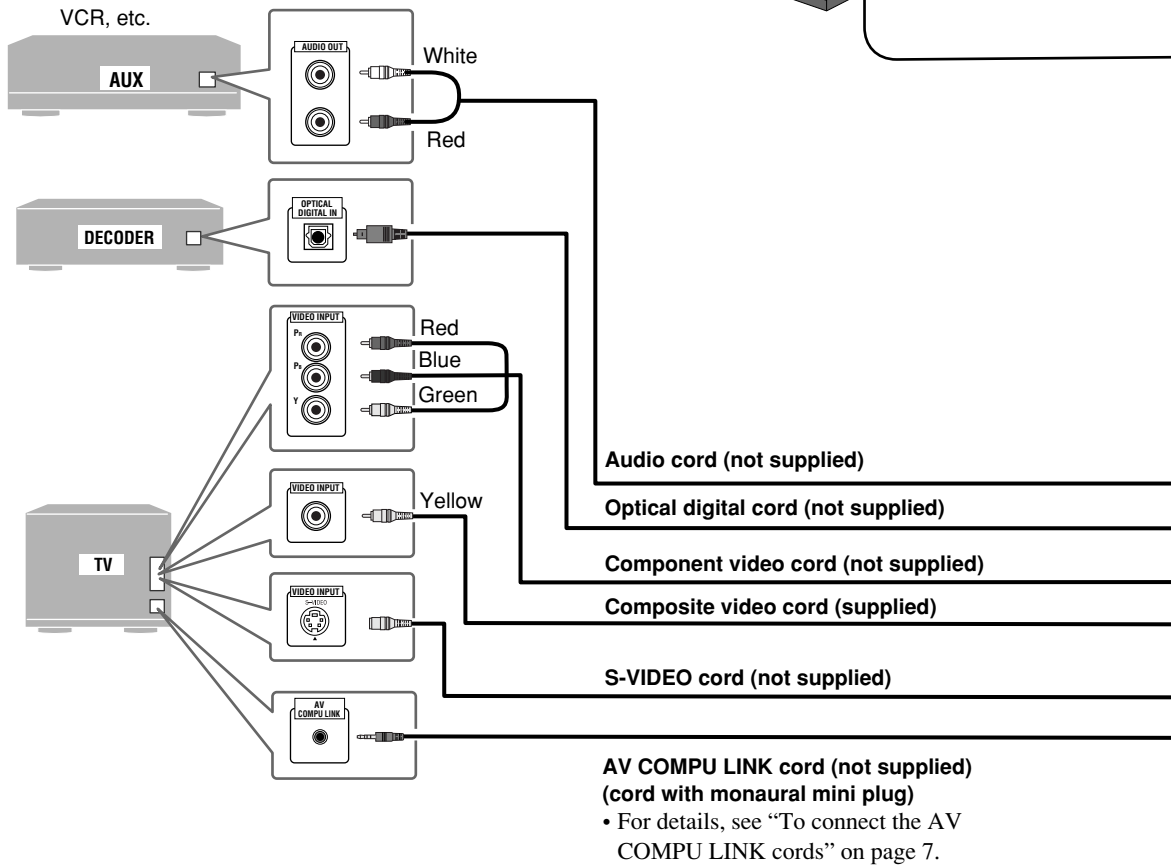 VCR, etc.
AUX
AUDIO OUT
White
Red
DECODER
OPTICAL
DIGITAL IN
VIDEO INPUT
PR
PB
Y
Red
Blue
Green
Audio cord (not supplied)
Optical digital cord (not supplied)
Component video cord (not supplied)
Composite video cord (supplied)
S-VIDEO cord (not supplied)
TV
VIDEO INPUT
Yellow
VIDEO INPUT
S-VIDEO
AV
COMPU LINK
AV COMPU LINK cord (not supplied)
(cord with monaural mini plug)
• For details, see “To connect the AV
COMPU LINK cords” on page 7.